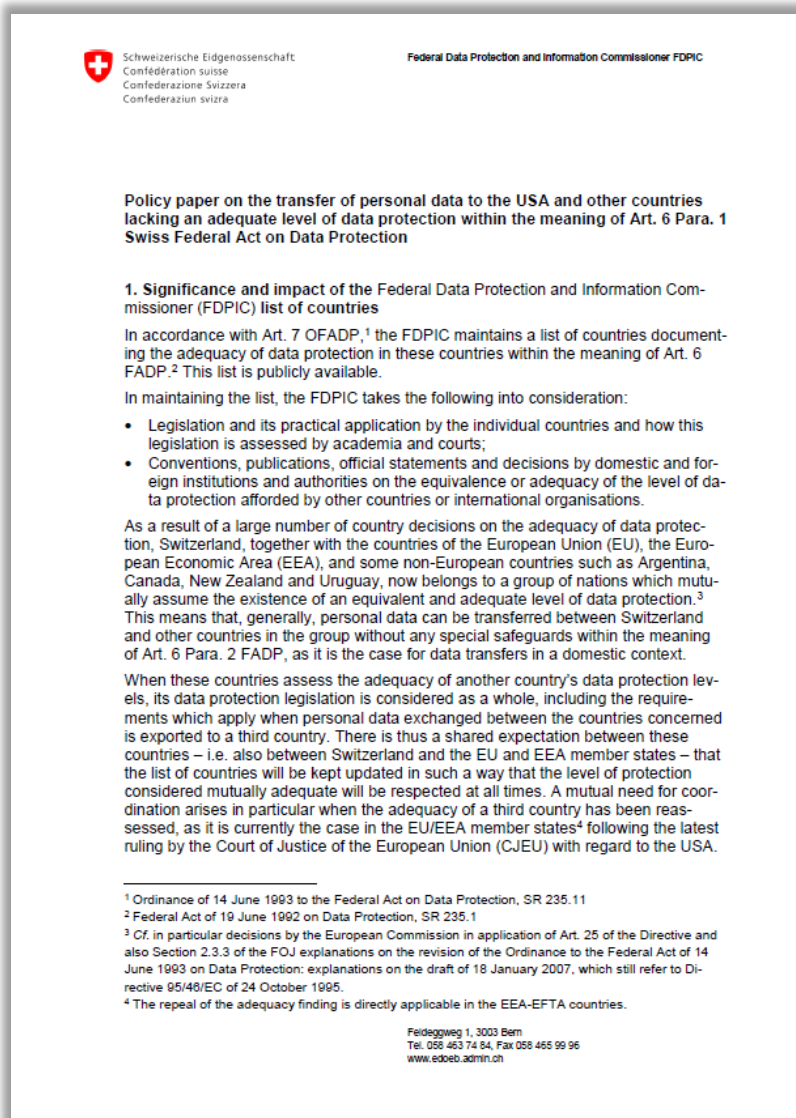 Schweizerische Eidgenossenschaft
Confédération suisse
Confederazione Svizzera
Confederaziun svizra
Federal Data Protection and Information Commissioner FDPIC
Policy paper on the transfer of personal data to the USA and other countries
lacking an adequate level of data protection within the meaning of Art. 6 Para. 1
Swiss Federal Act on Data Protection
1. Significance and impact of the Federal Data Protection and Information Com-
missioner (FDPIC) list of countries
In accordance with Art. 7 OFADP,¹ the FDPIC maintains a list of countries document-
ing the adequacy of data protection in these countries within the meaning of Art. 6
FADP.² This list is publicly available.
In maintaining the list, the FDPIC takes the following into consideration:
• Legislation and its practical application by the individual countries and how this
legislation is assessed by academia and courts;
• Conventions, publications, official statements and decisions by domestic and for-
eign institutions and authorities on the equivalence or adequacy of the level of da-
ta protection afforded by other countries or international organisations.
As a result of a large number of country decisions on the adequacy of data protec-
tion, Switzerland, together with the countries of the European Union (EU), the Euro-
pean Economic Area (EEA), and some non-European countries such as Argentina,
Canada, New Zealand and Uruguay, now belongs to a group of nations which mutu-
ally assume the existence of an equivalent and adequate level of data protection.³
This means that, generally, personal data can be transferred between Switzerland
and other countries in the group without any special safeguards within the meaning
of Art. 6 Para. 2 FADP, as it is the case for data transfers in a domestic context.
When these countries assess the adequacy of another country's data protection lev-
els, its data protection legislation is considered as a whole, including the require-
ments which apply when personal data exchanged between the countries concerned
is exported to a third country. There is thus a shared expectation between these
countries – i.e. also between Switzerland and the EU and EEA member states – that
the list of countries will be kept updated in such a way that the level of protection
considered mutually adequate will be respected at all times. A mutual need for coor-
dination arises in particular when the adequacy of a third country has been reas-
sessed, as it is currently the case in the EU/EEA member states⁴ following the latest
ruling by the Court of Justice of the European Union (CJEU) with regard to the USA.
¹ Ordinance of 14 June 1993 to the Federal Act on Data Protection, SR 235.11
² Federal Act of 19 June 1992 on Data Protection, SR 235.1
³ Cf. in particular decisions by the European Commission in application of Art. 25 of the Directive and
also Section 2.3.3 of the FOJ explanations on the revision of the Ordinance to the Federal Act of 14
June 1993 on Data Protection: explanations on the draft of 18 January 2007, which still refer to Di-
rective 95/46/EC of 24 October 1995.
⁴ The repeal of the adequacy finding is directly applicable in the EEA-EFTA countries.
Feldeggweg 1, 3003 Bern
Tel. 058 463 74 84, Fax 058 465 99 96
www.edoeb.admin.ch